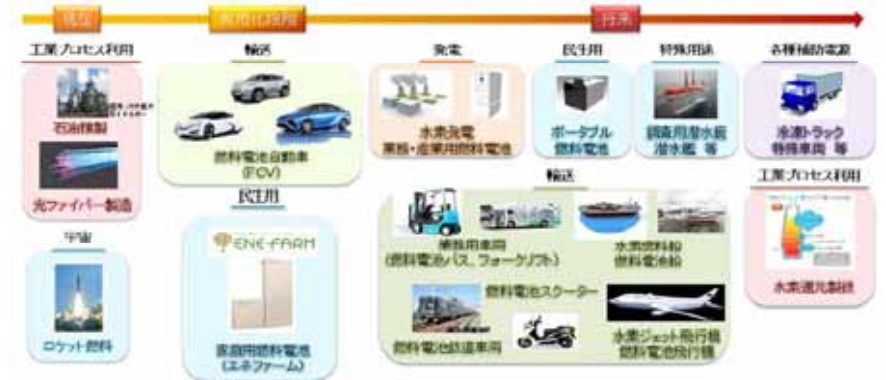 現在
実用化段階
将来
工業プロセス利用
石油精製
光ファイバー製造
宇宙
ロケット燃料
輸送
燃料電池自動車
(FCV)
民生用
ENE-FARM
家庭用燃料電池
(エネファーム)
発電
水素発電
業務・産業用燃料電池
民生用
ポータブル
燃料電池
特殊用途
調査用潜水艇
潜水艦 等
各種補助電源
冷凍トラック
特殊車両 等
輸送
業務用車両
(燃料電池バス、フォークリフト)
水素燃料船
燃料電池船
燃料電池鉄道車両
燃料電池スクーター
水素ジェット飛行機
燃料電池飛行機
工業プロセス利用
水素還元製鉄